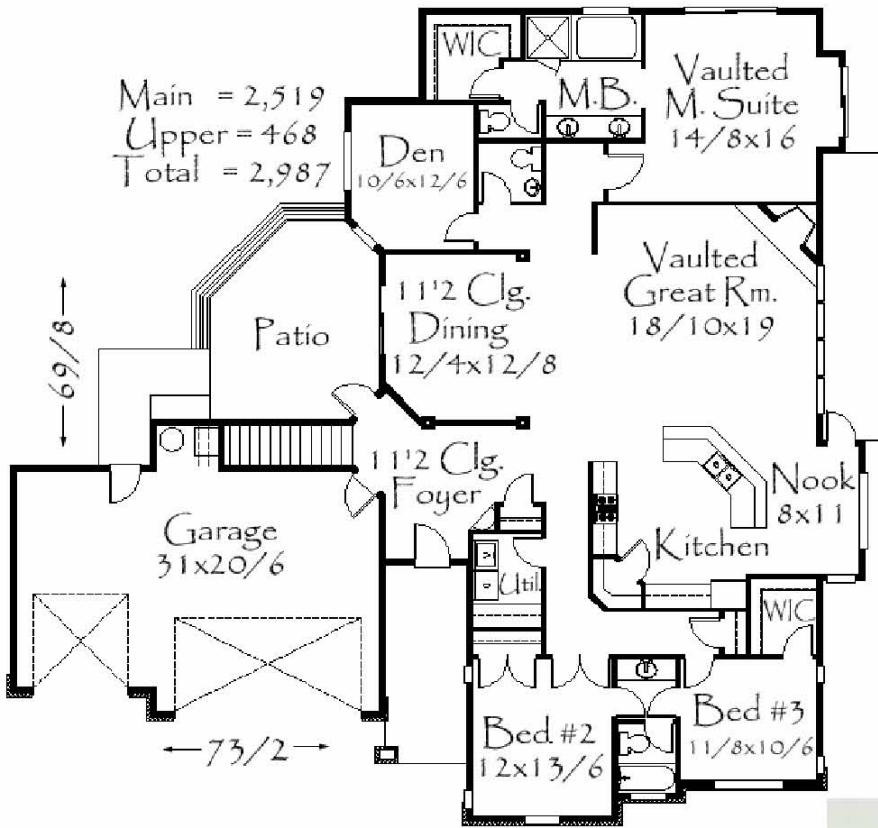 WIC
M.B.
Vaulted
M. Suite
14/8x16
Main = 2,519
Upper = 468
Total = 2,987
Den
10/6x12/6
Vaulted
Great Rm.
18/10x19
11'2 Clg.
Dining
12/4x12/8
Patio
69/8
11'2 Clg.
Foyer
Nook
8x11
Kitchen
Garage
31x20/6
Util.
WIC
Bed #2
12x13/6
Bed #3
11/8x10/6
73/2